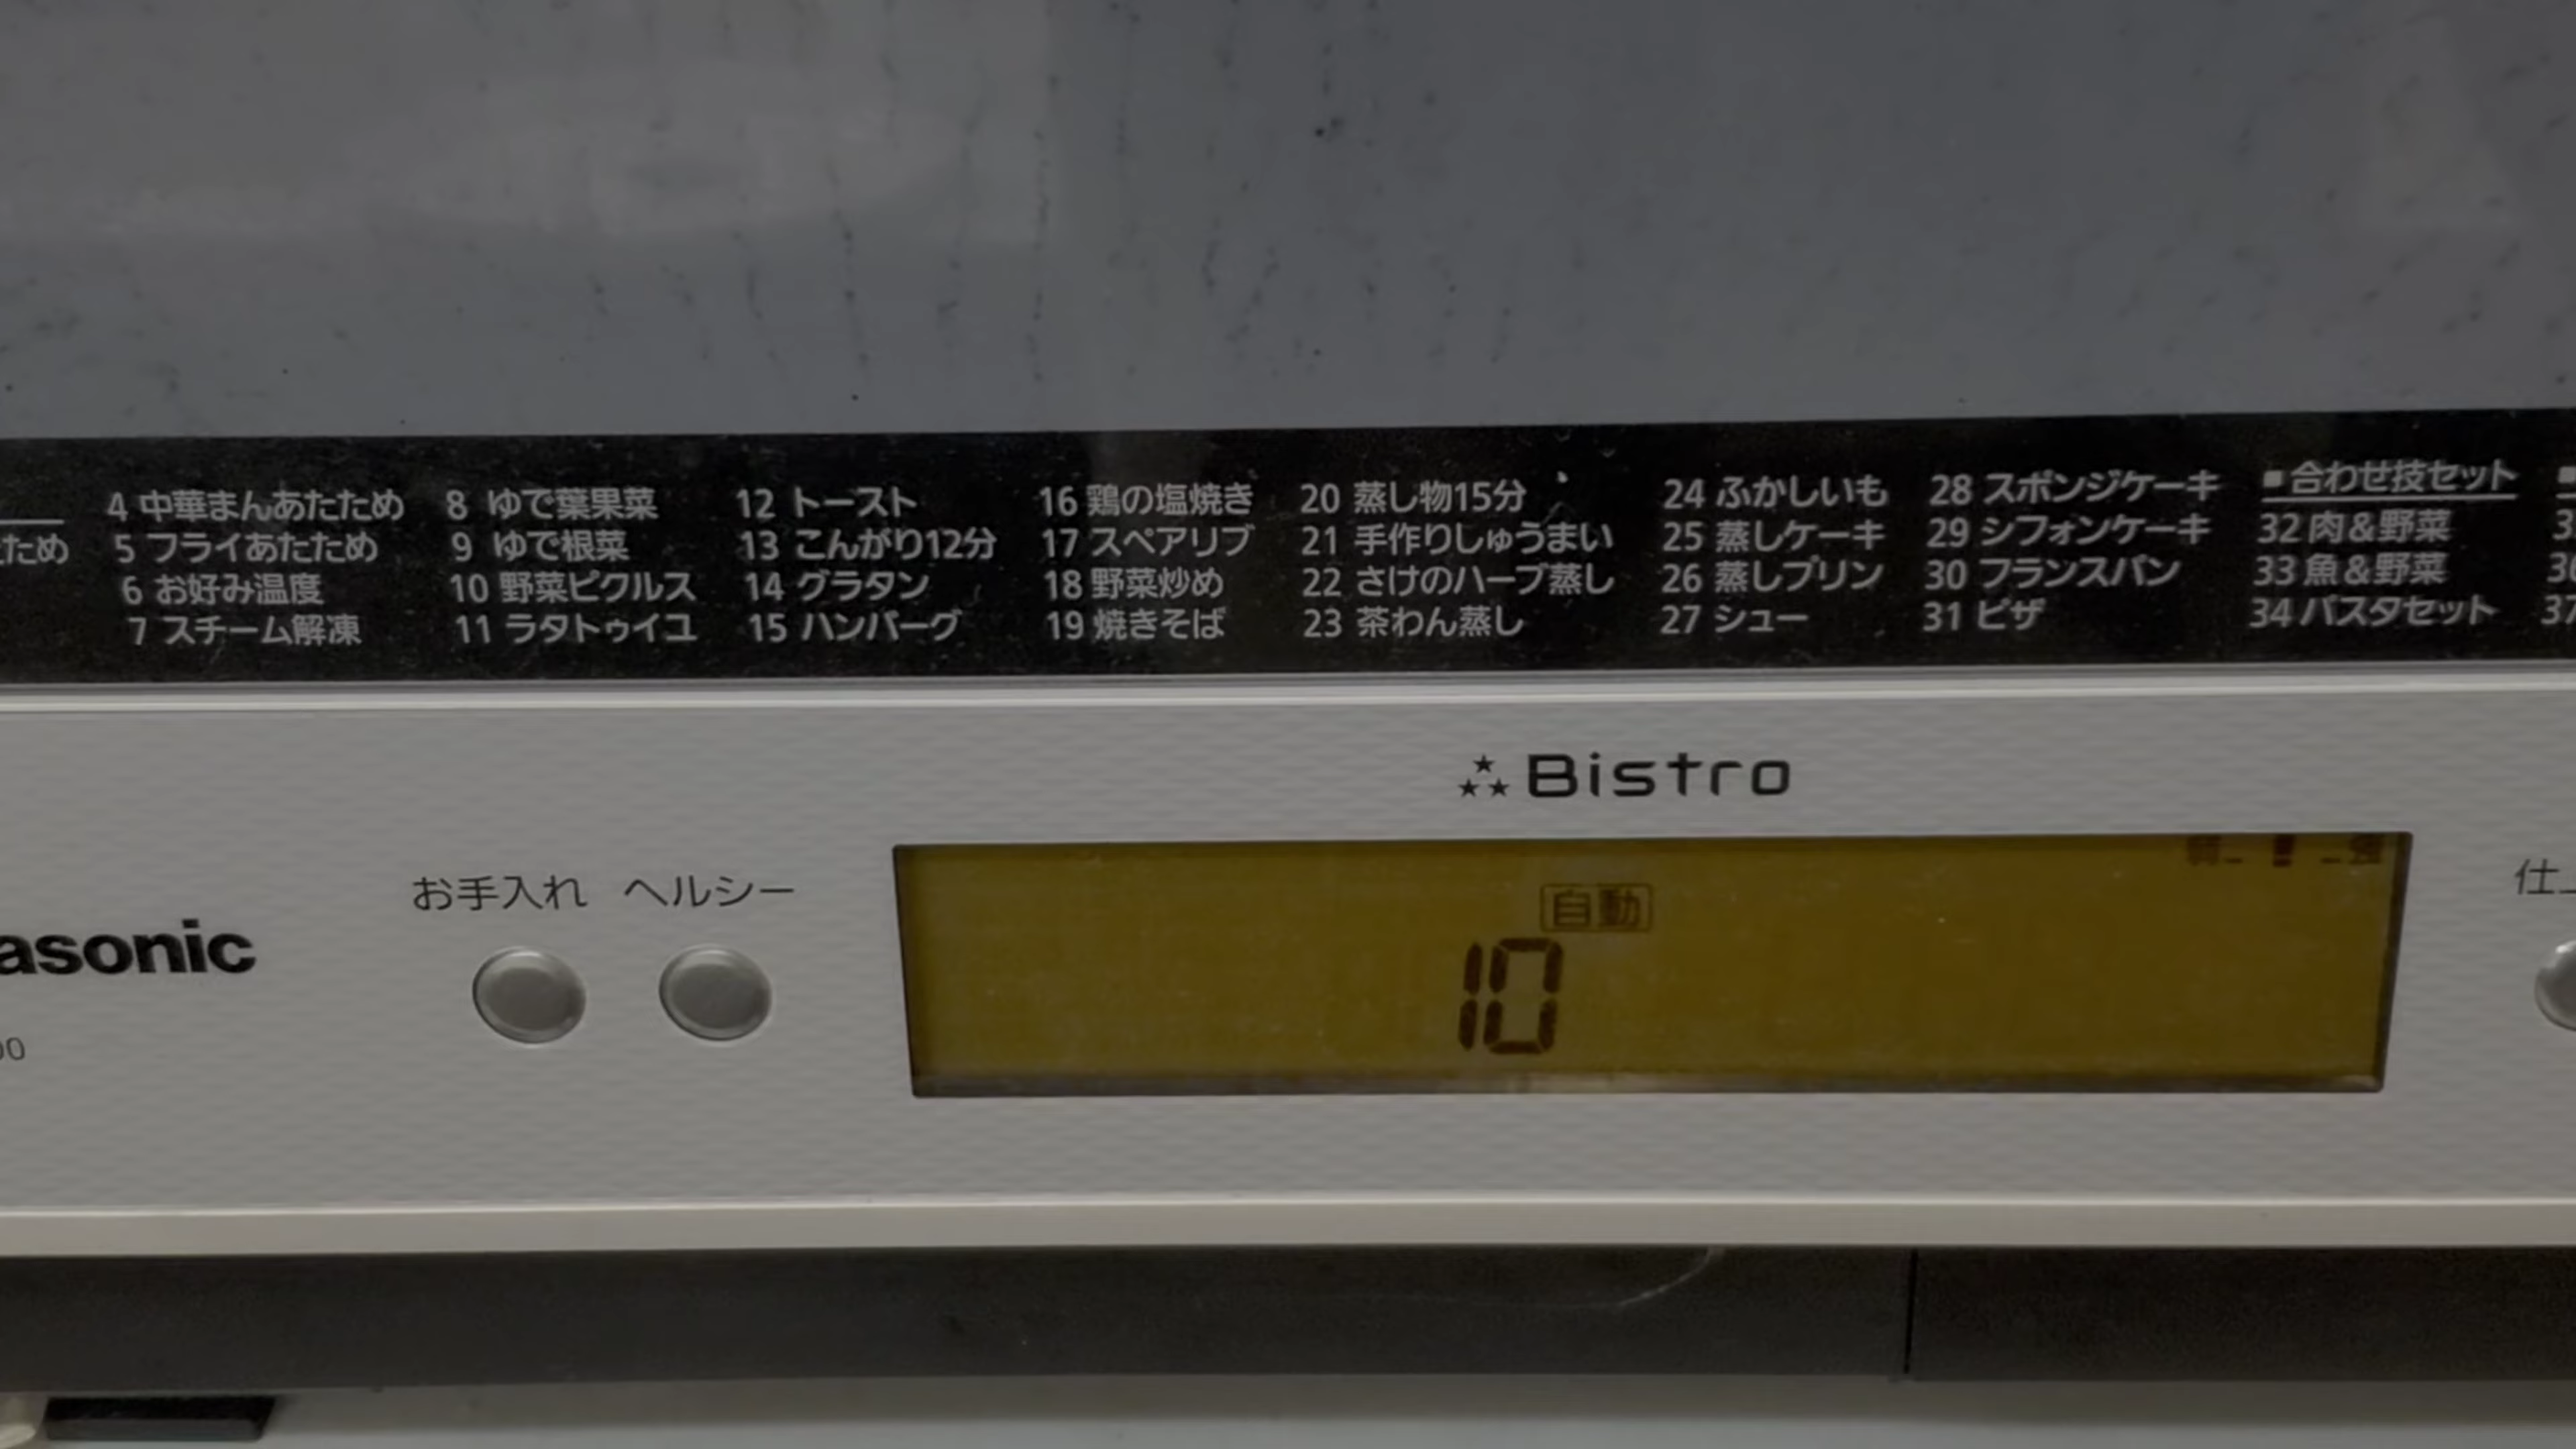 4 中華まんあたため
5 フライあたため
6 お好み温度
7 スチーム解凍
8 ゆで葉果菜
9 ゆで根菜
10 野菜ピクルス
11 ラタトゥイユ
12 トースト
13 こんがり12分
14 グラタン
15 ハンバーグ
16 鶏の塩焼き
17 スペアリブ
18 野菜炒め
19 焼きそば
20 蒸し物15分
21 手作りしゅうまい
22 さけのハーブ蒸し
23 茶わん蒸し
24 ふかしいも
25 蒸しケーキ
26 蒸しプリン
27 シュー
28 スポンジケーキ
29 シフォンケーキ
30 フランスパン
31 ピザ
■合わせ技セット
32 肉&野菜
33 魚&野菜
34 パスタセット
37
Bistro
お手入れ ヘルシー
asonic
自動
10